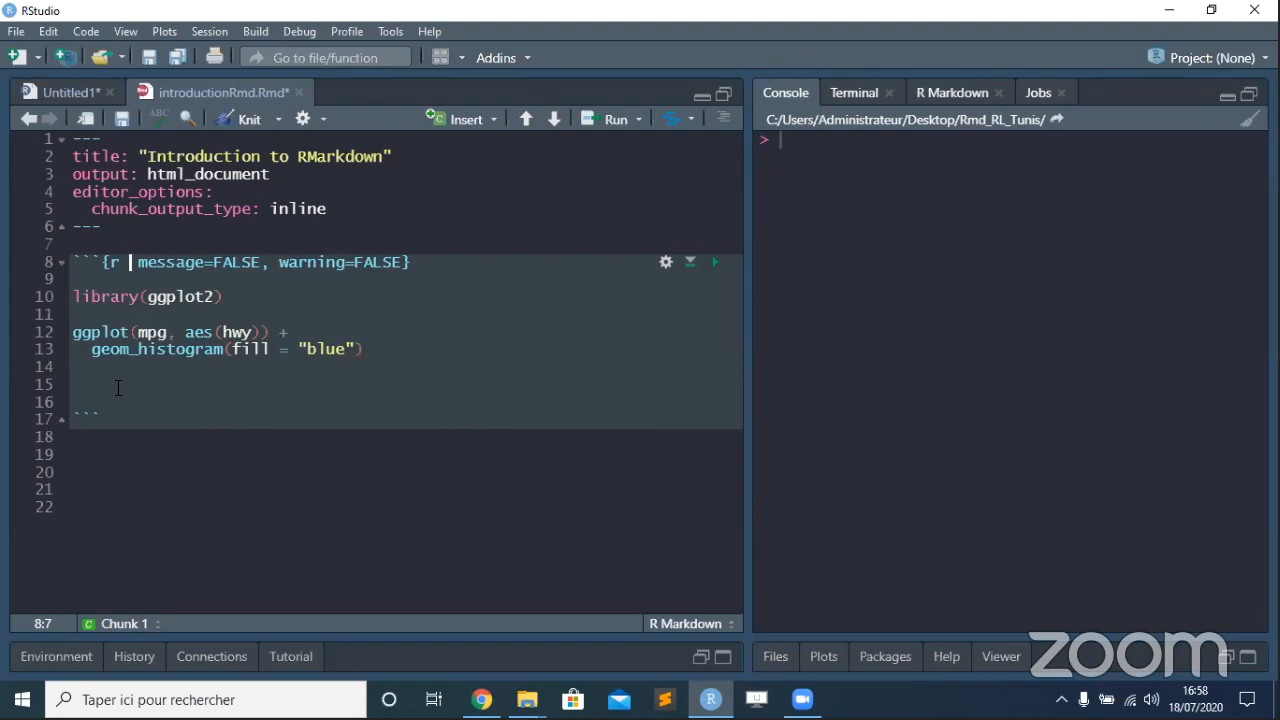 RStudio
File Edit Code View Plots Session Build Debug Profile Tools Help
Go to file/function Addins Project: (None)
Untitled1* introductionRmd.Rmd*
Console Terminal R Markdown Jobs
ABC Knit Insert Run
C:/Users/Administrateur/Desktop/Rmd_RL_Tunis/
>
1 ---
2 title: "Introduction to RMarkdown"
3 output: html_document
4 editor_options:
5 chunk_output_type: inline
6 ---
7
8 ```{r message=FALSE, warning=FALSE}
9
10 library(ggplot2)
11
12 ggplot(mpg, aes(hwy)) +
13 geom_histogram(fill = "blue")
14
15
16
17 ```
18
19
20
21
22
8:7 Chunk 1 R Markdown
Environment History Connections Tutorial
Files Plots Packages Help Viewer
zoom
Taper ici pour rechercher
16:58
18/07/2020